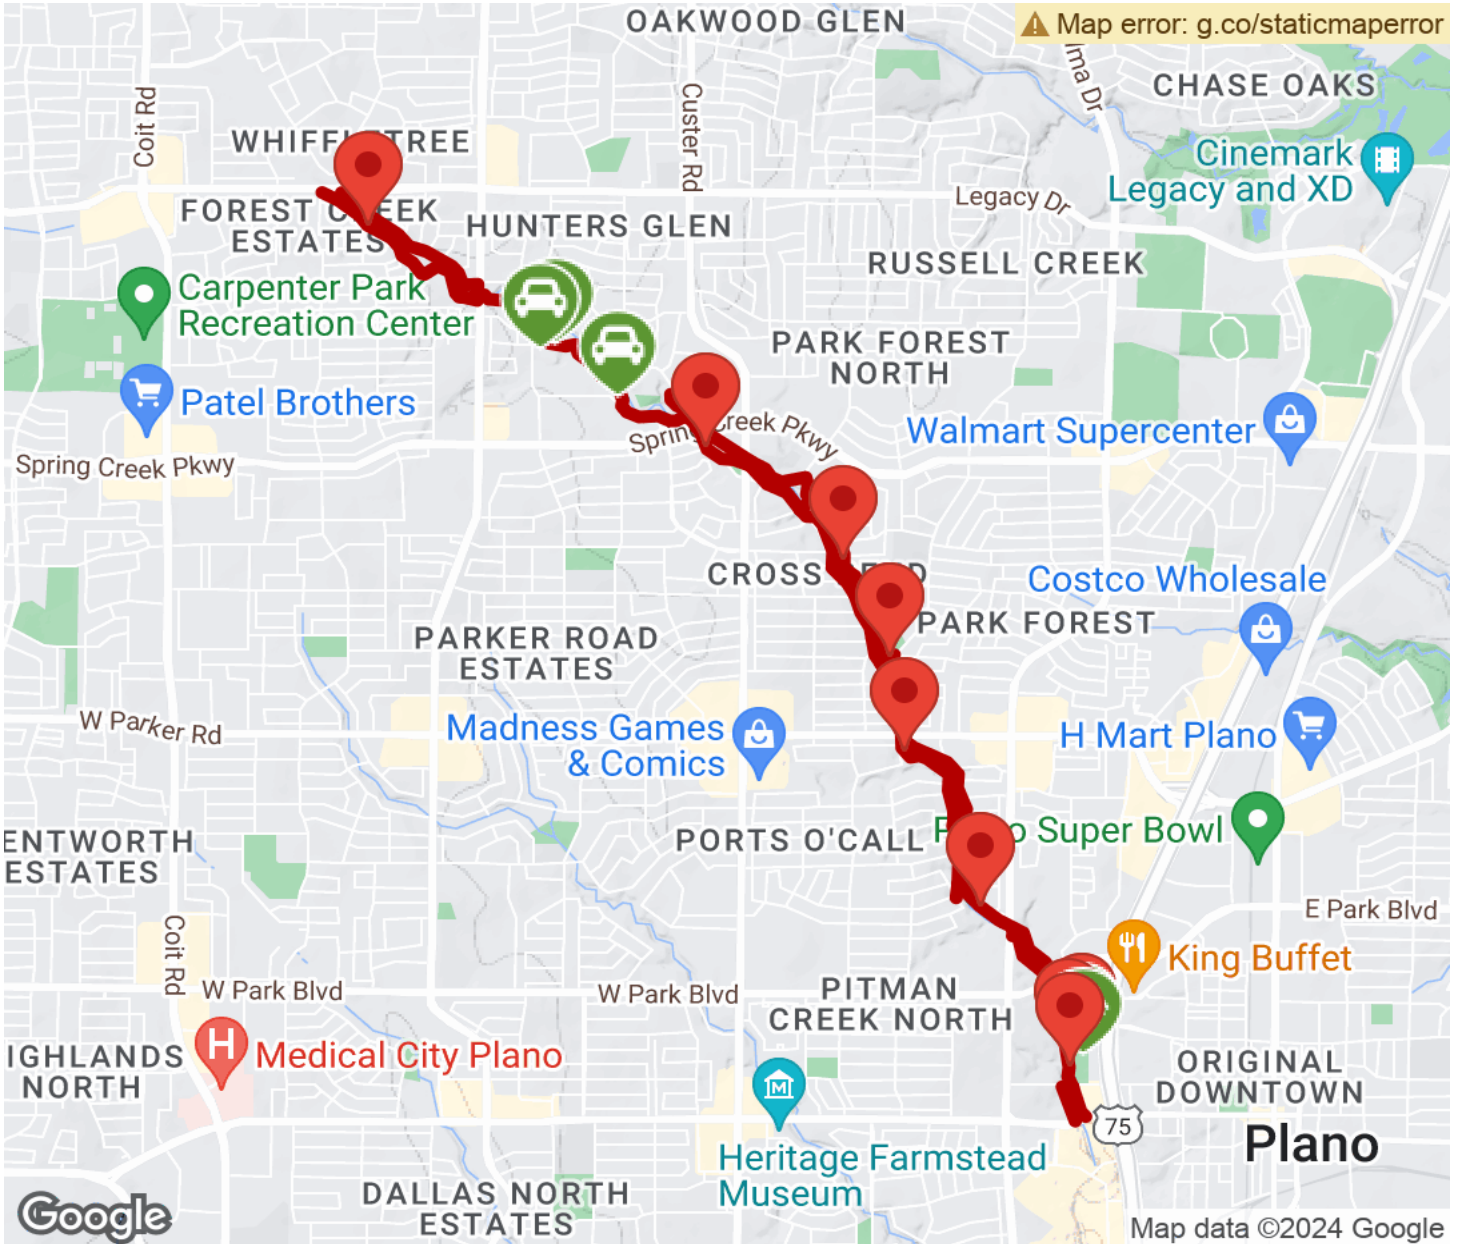 OAKWOOD GLEN
Map error: g.co/staticmaperror
CHASE OAKS
Coit Rd
Custer Rd
Cinemark
Legacy and XD
Legacy Dr
FOREST CREEK
ESTATES
HUNTERS GLEN
RUSSELL CREEK
Carpenter Park
Recreation Center
PARK FOREST
NORTH
Patel Brothers
Spring Creek Pkwy
Walmart Supercenter
Spring Creek Pkwy
Costco Wholesale
PARK FOREST
PARKER ROAD
ESTATES
W Parker Rd
Madness Games
& Comics
H Mart Plano
PORTS O'CALL
Super Bowl
ENTWORTH
ESTATES
E Park Blvd
Coit Rd
King Buffet
W Park Blvd
W Park Blvd
PITMAN
CREEK NORTH
IGHLANDS
NORTH
H
Medical City Plano
M
ORIGINAL
DOWNTOWN
75
Plano
Heritage Farmstead
Museum
DALLAS NORTH
ESTATES
Google
Map data ©2024 Google